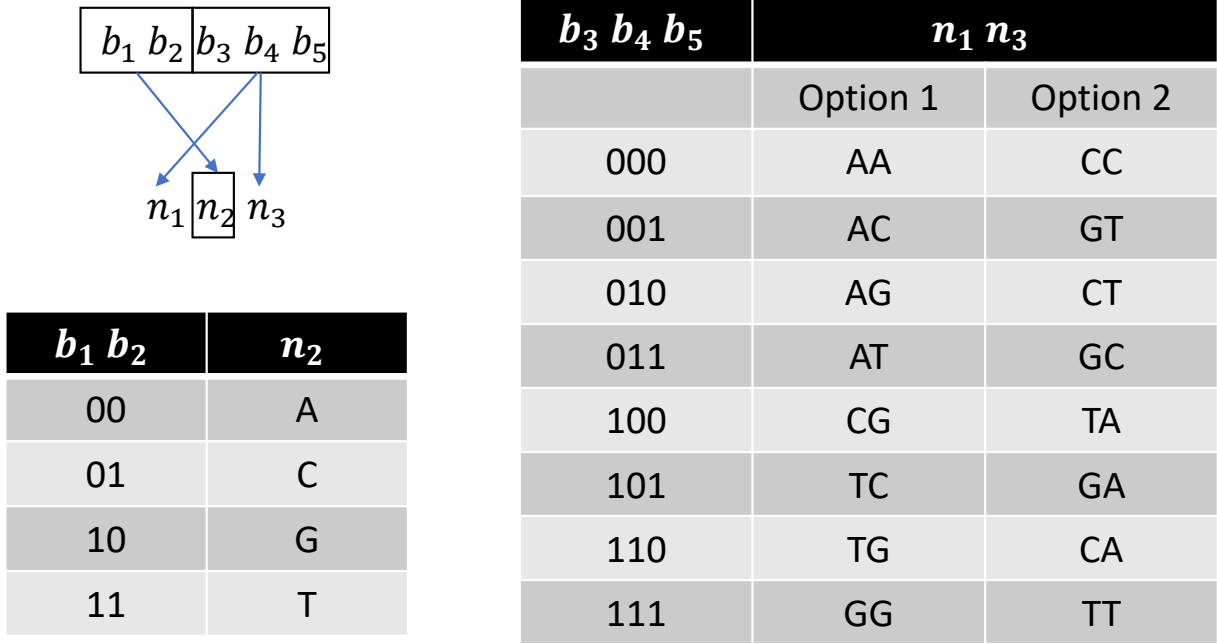 b₁ b₂ b₃ b₄ b₅
n₁ n₂ n₃
b₁ b₂ n₂
00 A
01 C
10 G
11 T
b₃ b₄ b₅ n₁ n₃
Option 1 Option 2
000 AA CC
001 AC GT
010 AG CT
011 AT GC
100 CG TA
101 TC GA
110 TG CA
111 GG TT